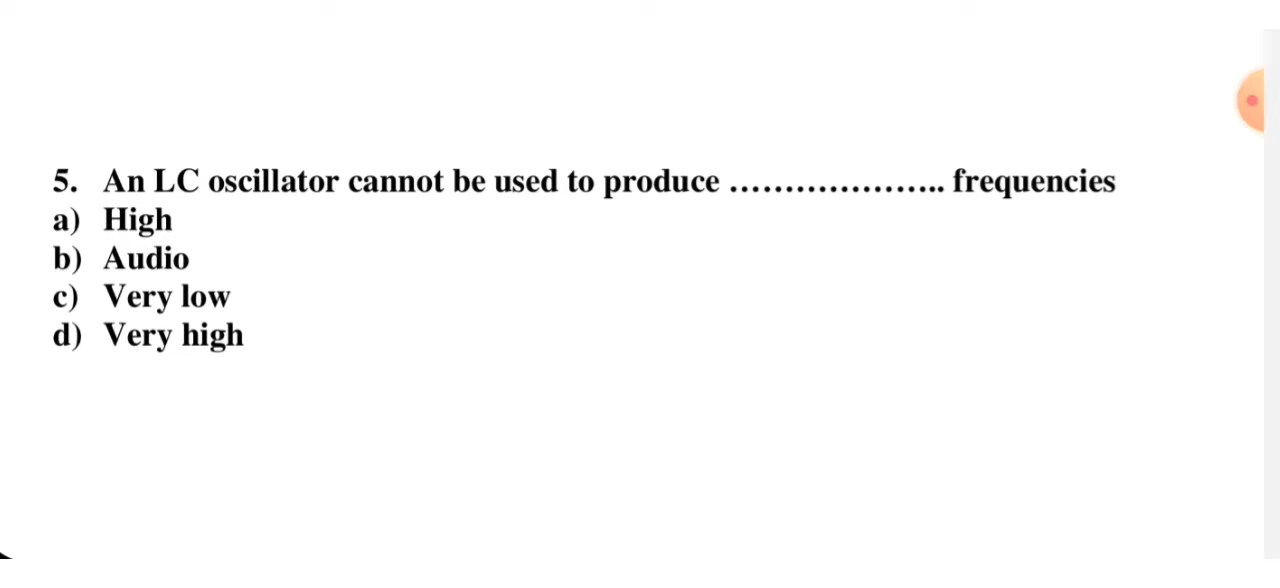 5. An LC oscillator cannot be used to produce ………………….. frequencies
a) High
b) Audio
c) Very low
d) Very high